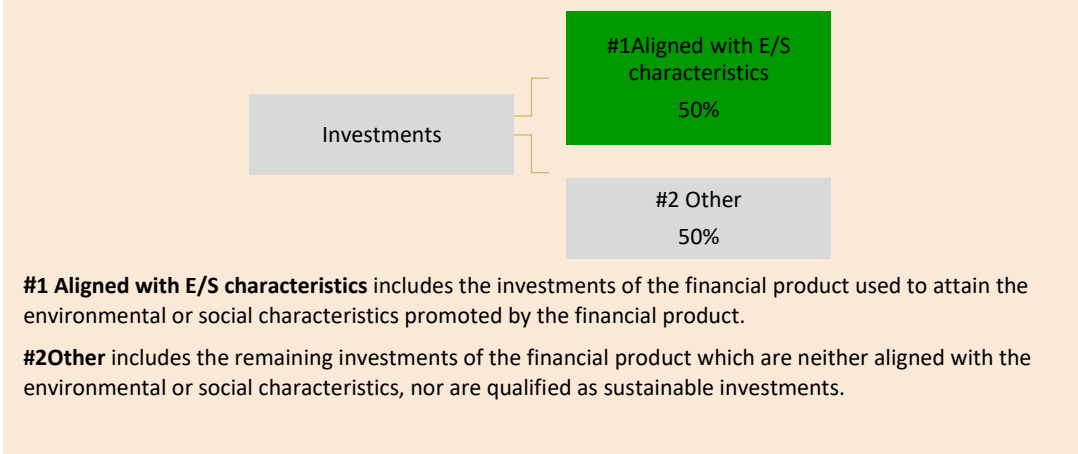 #1Aligned with E/S
characteristics
50%
Investments
#2 Other
50%
#1 Aligned with E/S characteristics includes the investments of the financial product used to attain the
environmental or social characteristics promoted by the financial product.
#2Other includes the remaining investments of the financial product which are neither aligned with the
environmental or social characteristics, nor are qualified as sustainable investments.